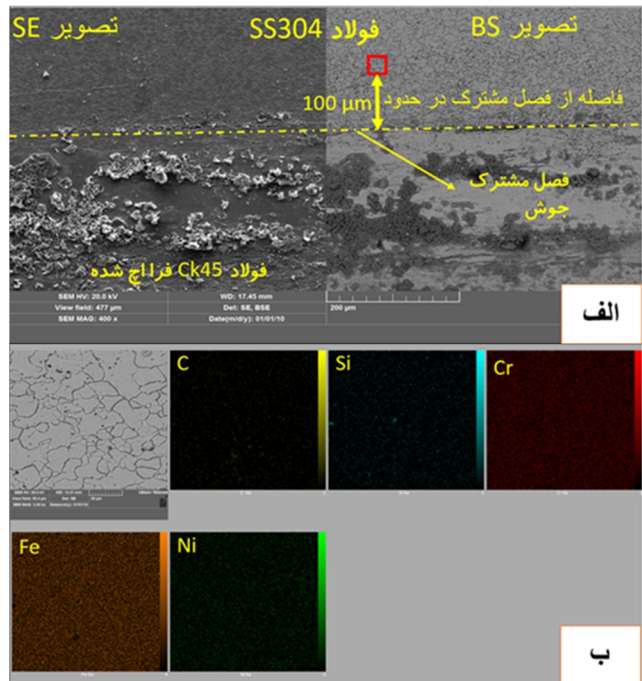 تصویر SE
فولاد SS304
تصویر BS
فاصله از فصل مشترک در حدود
100 µm
فصل مشترک
جوش
فولاد Ck45 فرا اچ شده
SEM HV: 20.0 kV
WD: 17.45 mm
View field: 477 µm
Det: SE, BSE
200 µm
SEM MAG: 400 x
Date(m/d/y): 01/01/10
الف
C
Si
Cr
Fe
Ni
ب